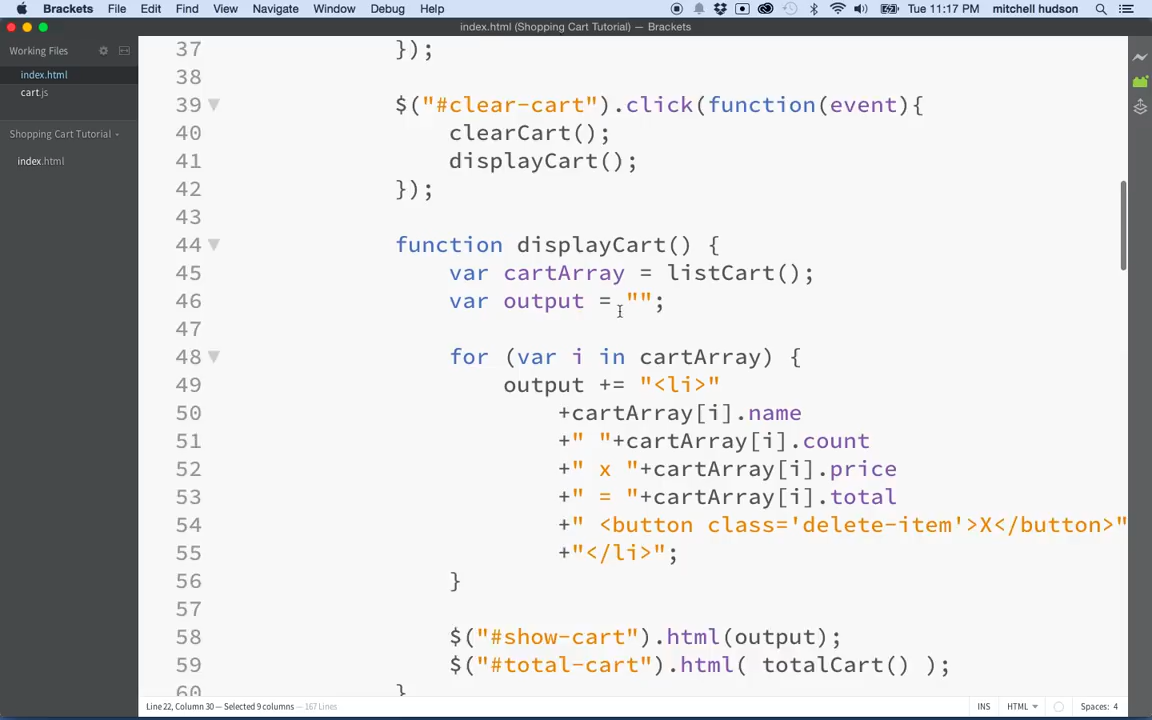 Brackets File Edit Find View Navigate Window Debug Help Tue 11:17 PM mitchell hudson
index.html (Shopping Cart Tutorial) — Brackets
Working Files
index.html
cart.js
Shopping Cart Tutorial
index.html
37 });
38
39 $("#clear-cart").click(function(event){
40 clearCart();
41 displayCart();
42 });
43
44 function displayCart() {
45 var cartArray = listCart();
46 var output = "";
47
48 for (var i in cartArray) {
49 output += "<li>"
50 +cartArray[i].name
51 +" "+cartArray[i].count
52 +" x "+cartArray[i].price
53 +" = "+cartArray[i].total
54 +" <button class='delete-item'>X</button>"
55 +"</li>";
56 }
57
58 $("#show-cart").html(output);
59 $("#total-cart").html( totalCart() );
60 }
Line 22, Column 30 — Selected 9 columns — 167 Lines INS HTML Spaces: 4